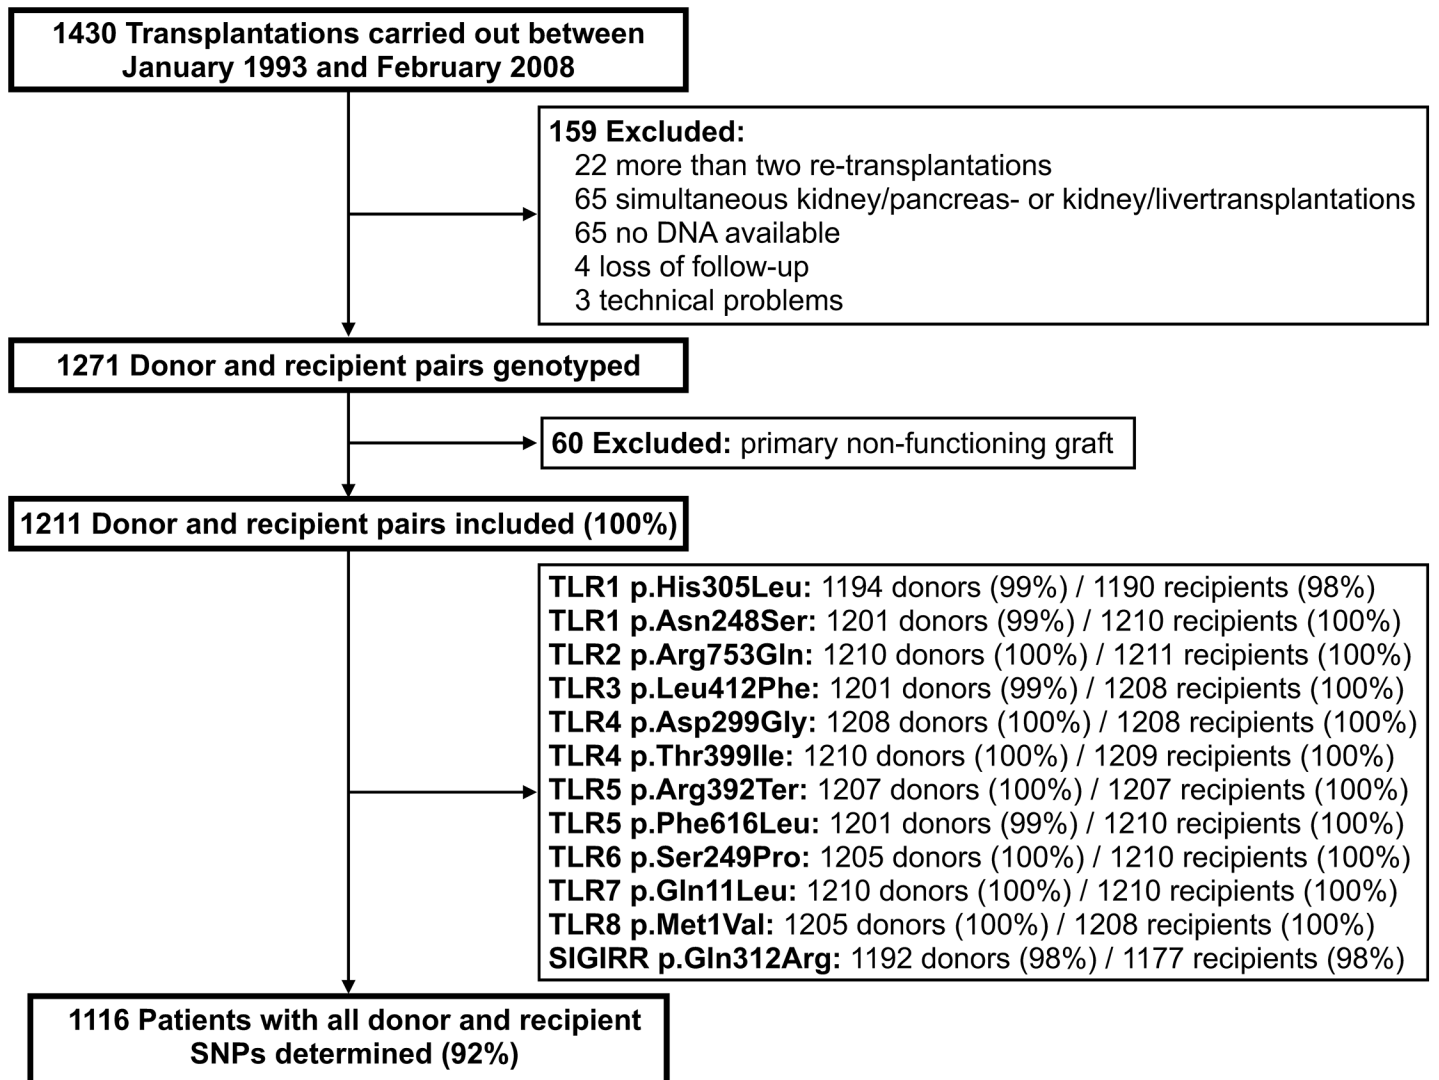 1430 Transplantations carried out between
January 1993 and February 2008
159 Excluded:
22 more than two re-transplantations
65 simultaneous kidney/pancreas- or kidney/livertransplantations
65 no DNA available
4 loss of follow-up
3 technical problems
1271 Donor and recipient pairs genotyped
60 Excluded: primary non-functioning graft
1211 Donor and recipient pairs included (100%)
TLR1 p.His305Leu: 1194 donors (99%) / 1190 recipients (98%)
TLR1 p.Asn248Ser: 1201 donors (99%) / 1210 recipients (100%)
TLR2 p.Arg753Gln: 1210 donors (100%) / 1211 recipients (100%)
TLR3 p.Leu412Phe: 1201 donors (99%) / 1208 recipients (100%)
TLR4 p.Asp299Gly: 1208 donors (100%) / 1208 recipients (100%)
TLR4 p.Thr399Ile: 1210 donors (100%) / 1209 recipients (100%)
TLR5 p.Arg392Ter: 1207 donors (100%) / 1207 recipients (100%)
TLR5 p.Phe616Leu: 1201 donors (99%) / 1210 recipients (100%)
TLR6 p.Ser249Pro: 1205 donors (100%) / 1210 recipients (100%)
TLR7 p.Gln11Leu: 1210 donors (100%) / 1210 recipients (100%)
TLR8 p.Met1Val: 1205 donors (100%) / 1208 recipients (100%)
SIGIRR p.Gln312Arg: 1192 donors (98%) / 1177 recipients (98%)
1116 Patients with all donor and recipient
SNPs determined (92%)